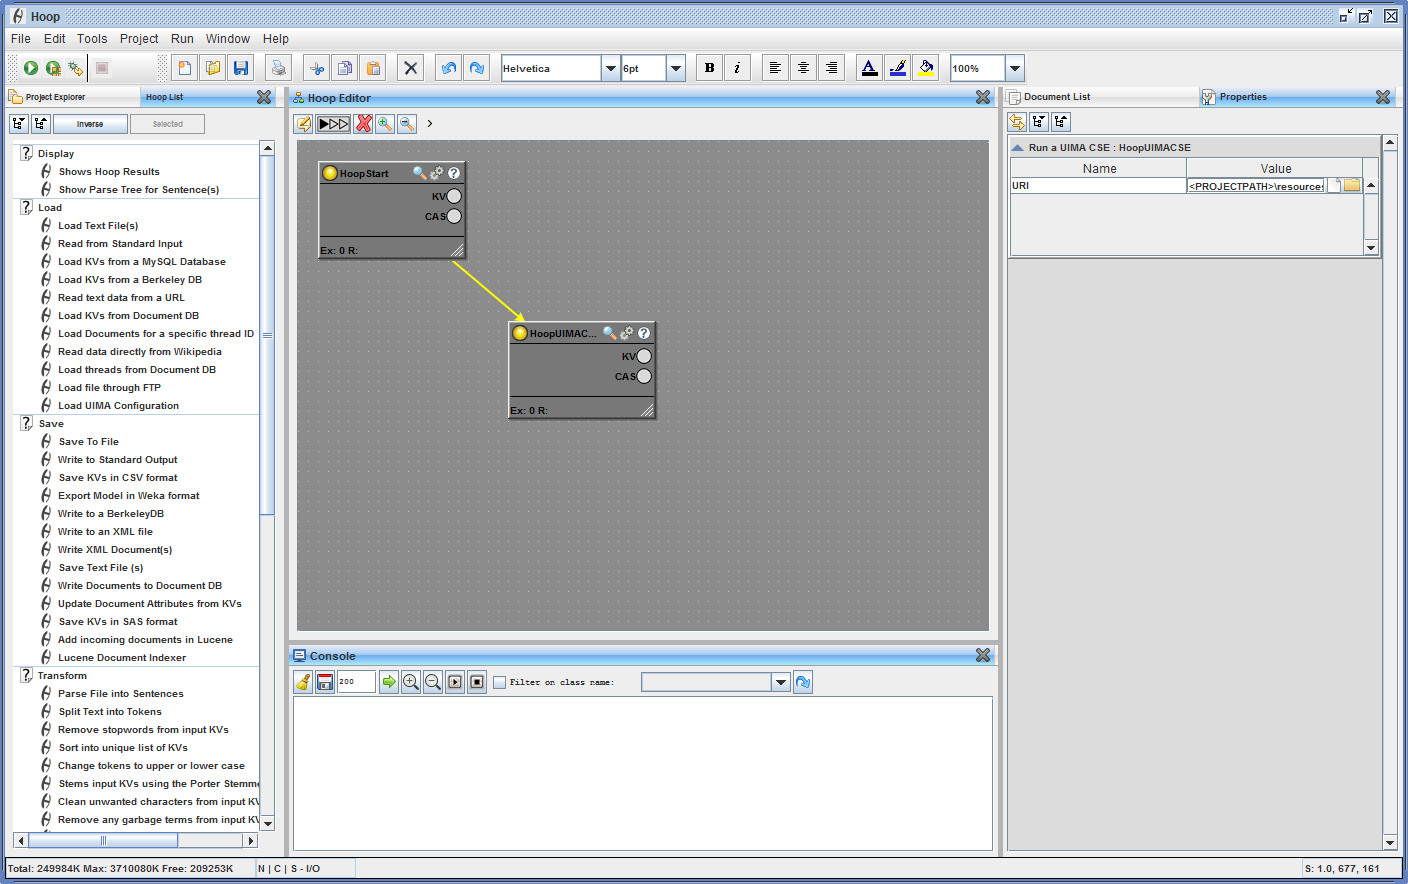 Hoop
File Edit Tools Project Run Window Help
Helvetica 6pt B i A 100%
Project Explorer Hoop List
Inverse Selected
Display
Shows Hoop Results
Show Parse Tree for Sentence(s)
Load
Load Text File(s)
Read from Standard Input
Load KVs from a MySQL Database
Load KVs from a Berkeley DB
Read text data from a URL
Load KVs from Document DB
Load Documents for a specific thread ID
Read data directly from Wikipedia
Load threads from Document DB
Load file through FTP
Load UIMA Configuration
Save
Save To File
Write to Standard Output
Save KVs in CSV format
Export Model in Weka format
Write to a BerkeleyDB
Write to an XML file
Write XML Document(s)
Save Text File (s)
Write Documents to Document DB
Update Document Attributes from KVs
Save KVs in SAS format
Add incoming documents in Lucene
Lucene Document Indexer
Transform
Parse File into Sentences
Split Text into Tokens
Remove stopwords from input KVs
Sort into unique list of KVs
Change tokens to upper or lower case
Stems input KVs using the Porter Stemme
Clean unwanted characters from input KV
Remove any garbage terms from input KV
Hoop Editor
HoopStart ?
KV
CAS
Ex: 0 R:
HoopUIMAC... ?
KV
CAS
Ex: 0 R:
Console
200 Filter on class name:
Document List Properties
Run a UIMA CSE : HoopUIMACSE
Name Value
URI <PROJECTPATH>\resources
Total: 249984K Max: 3710080K Free: 209253K N | C | S - I/O S: 1.0, 677, 161